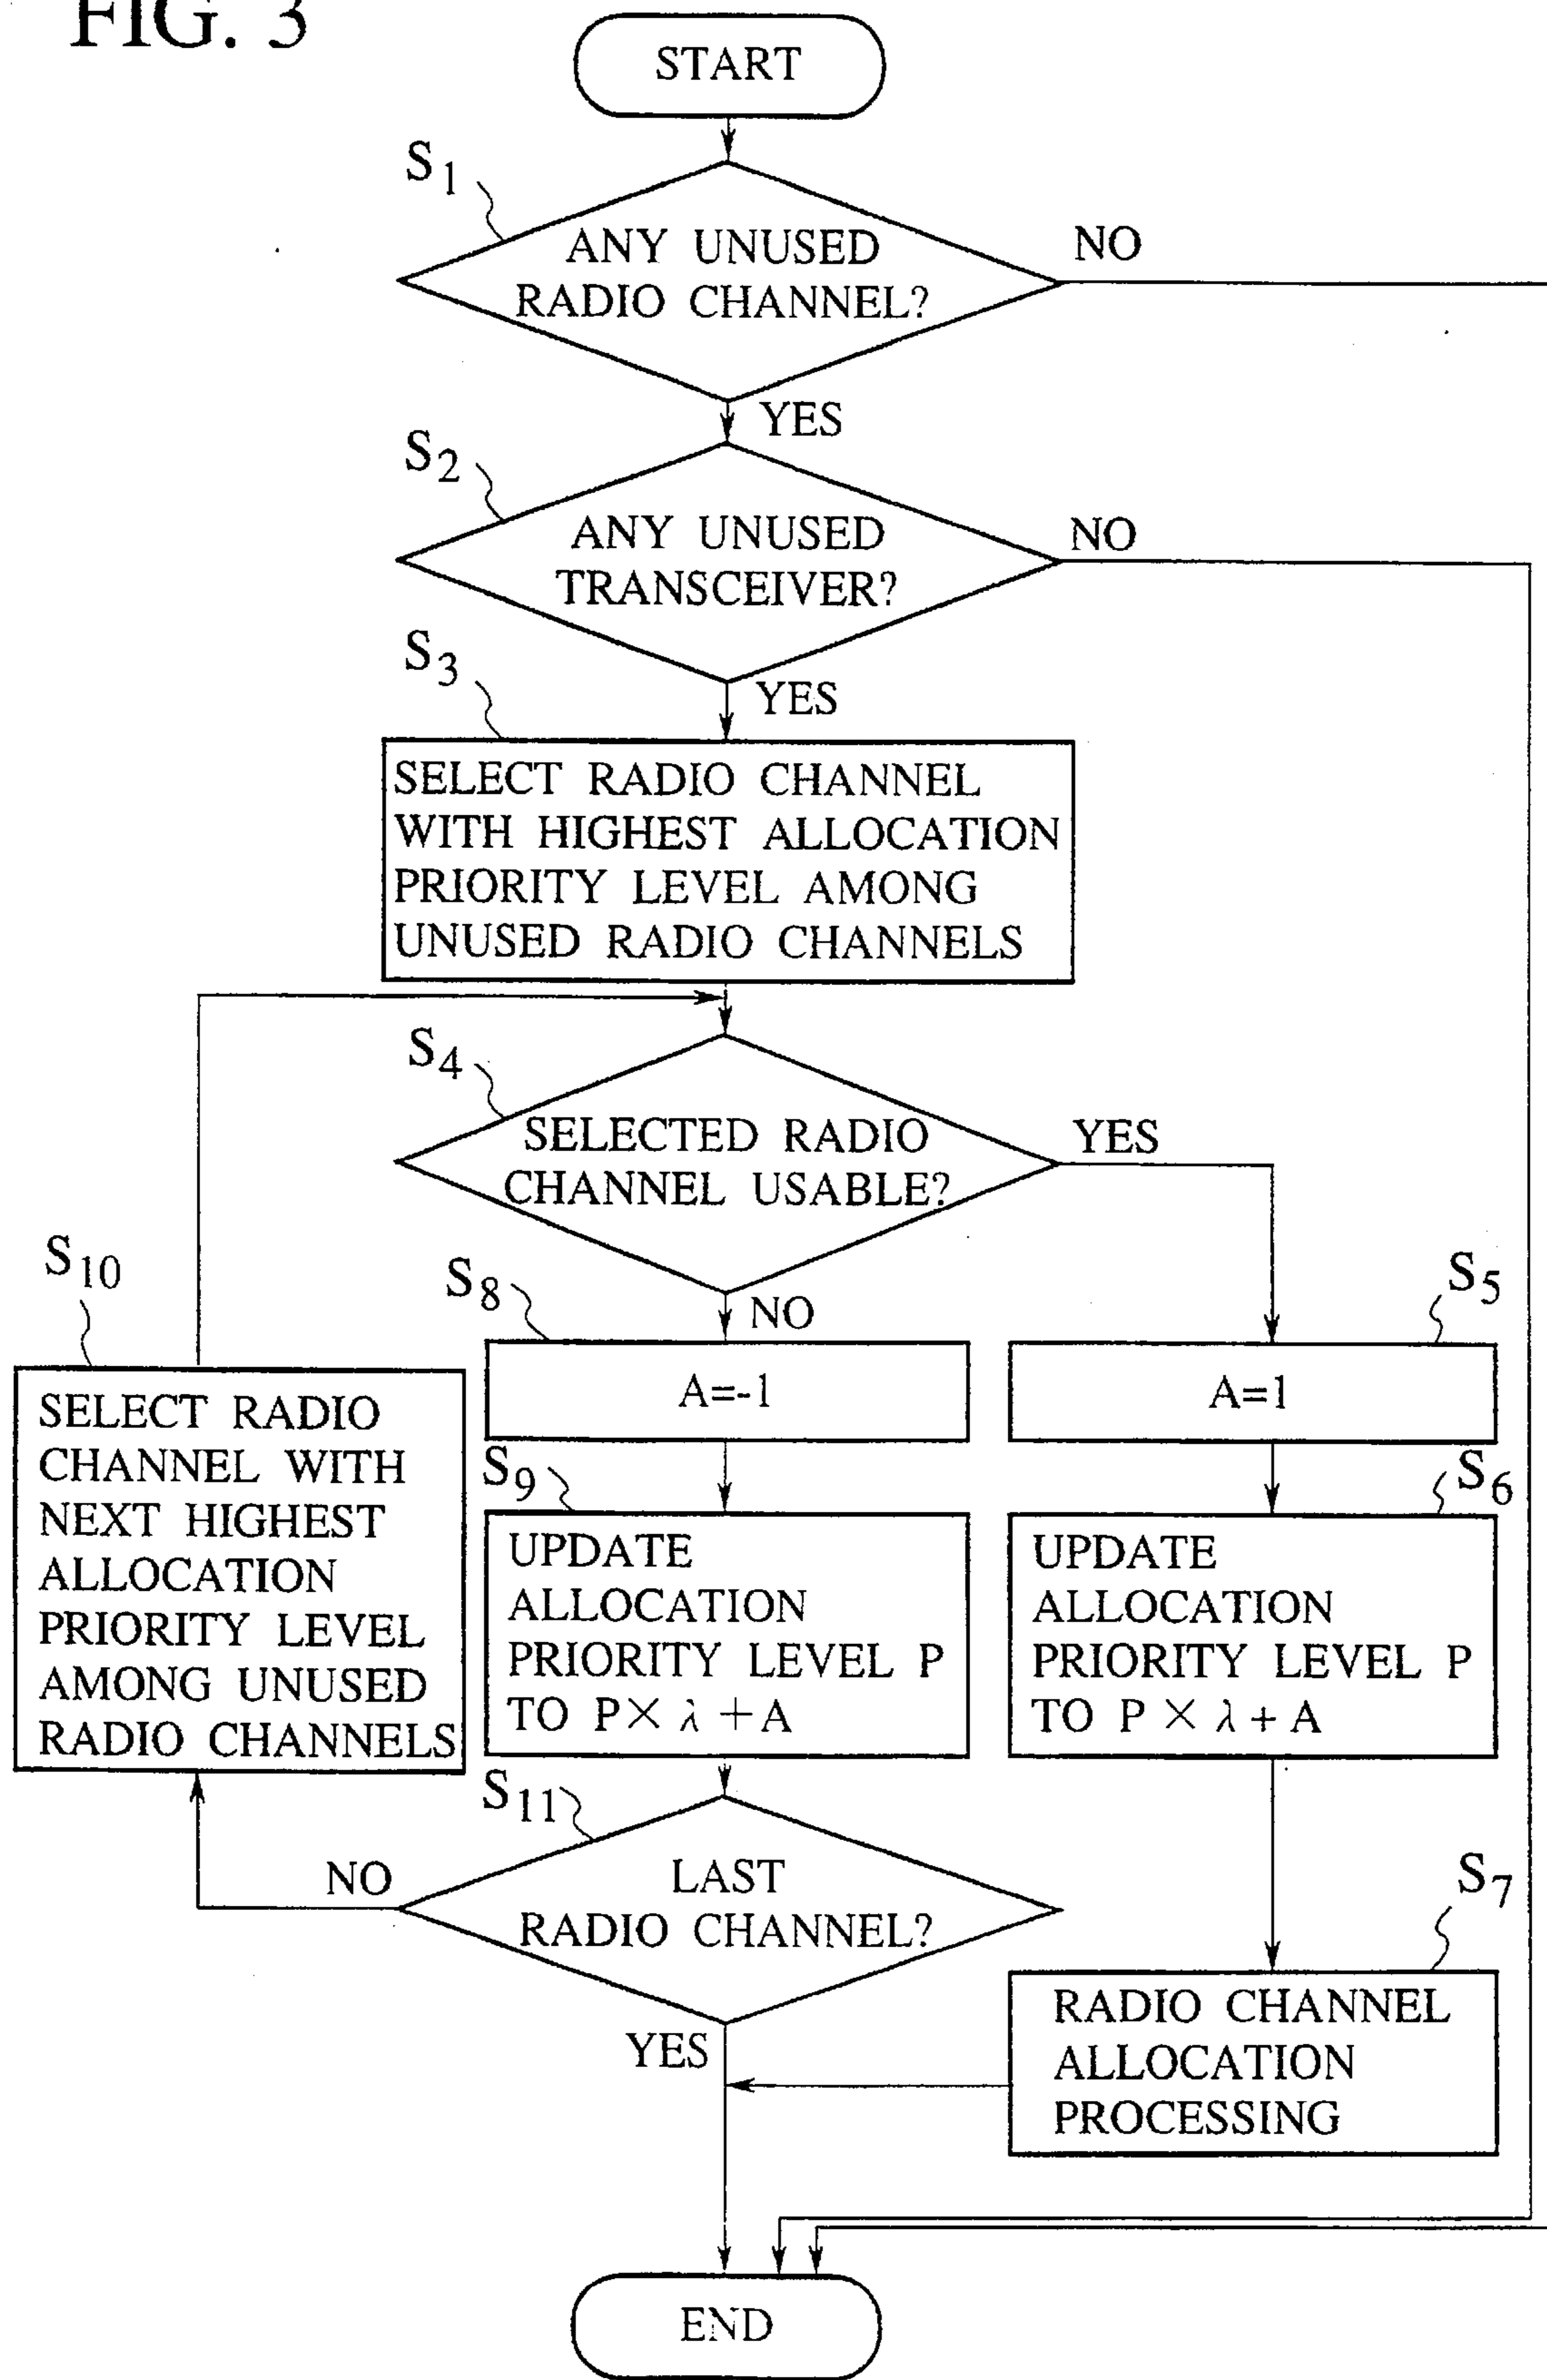 FIG. 3
START
S1
ANY UNUSED
RADIO CHANNEL?
NO
YES
S2
ANY UNUSED
TRANSCEIVER?
NO
YES
S3
SELECT RADIO CHANNEL
WITH HIGHEST ALLOCATION
PRIORITY LEVEL AMONG
UNUSED RADIO CHANNELS
S4
SELECTED RADIO
CHANNEL USABLE?
YES
NO
S5
A=1
S6
UPDATE
ALLOCATION
PRIORITY LEVEL P
TO P × λ + A
S7
RADIO CHANNEL
ALLOCATION
PROCESSING
S8
A=-1
S9
UPDATE
ALLOCATION
PRIORITY LEVEL P
TO P× λ +A
S10
SELECT RADIO
CHANNEL WITH
NEXT HIGHEST
ALLOCATION
PRIORITY LEVEL
AMONG UNUSED
RADIO CHANNELS
S11
LAST
RADIO CHANNEL?
NO
YES
END